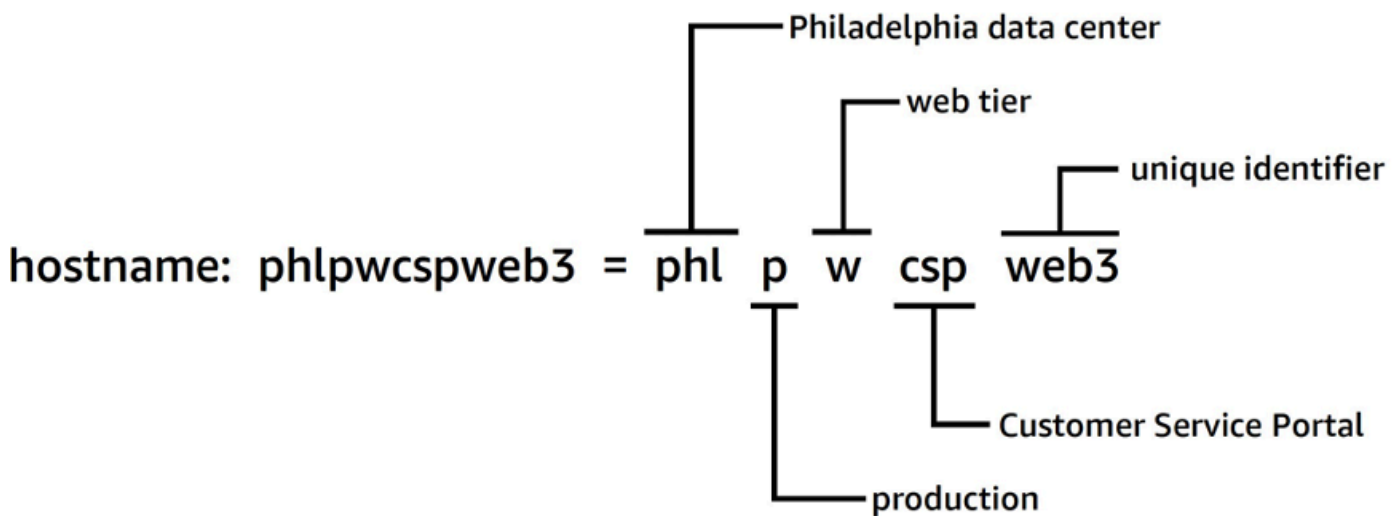 Philadelphia data center
web tier
unique identifier
hostname: phlpwcspweb3 = phl p w csp web3
Customer Service Portal
production